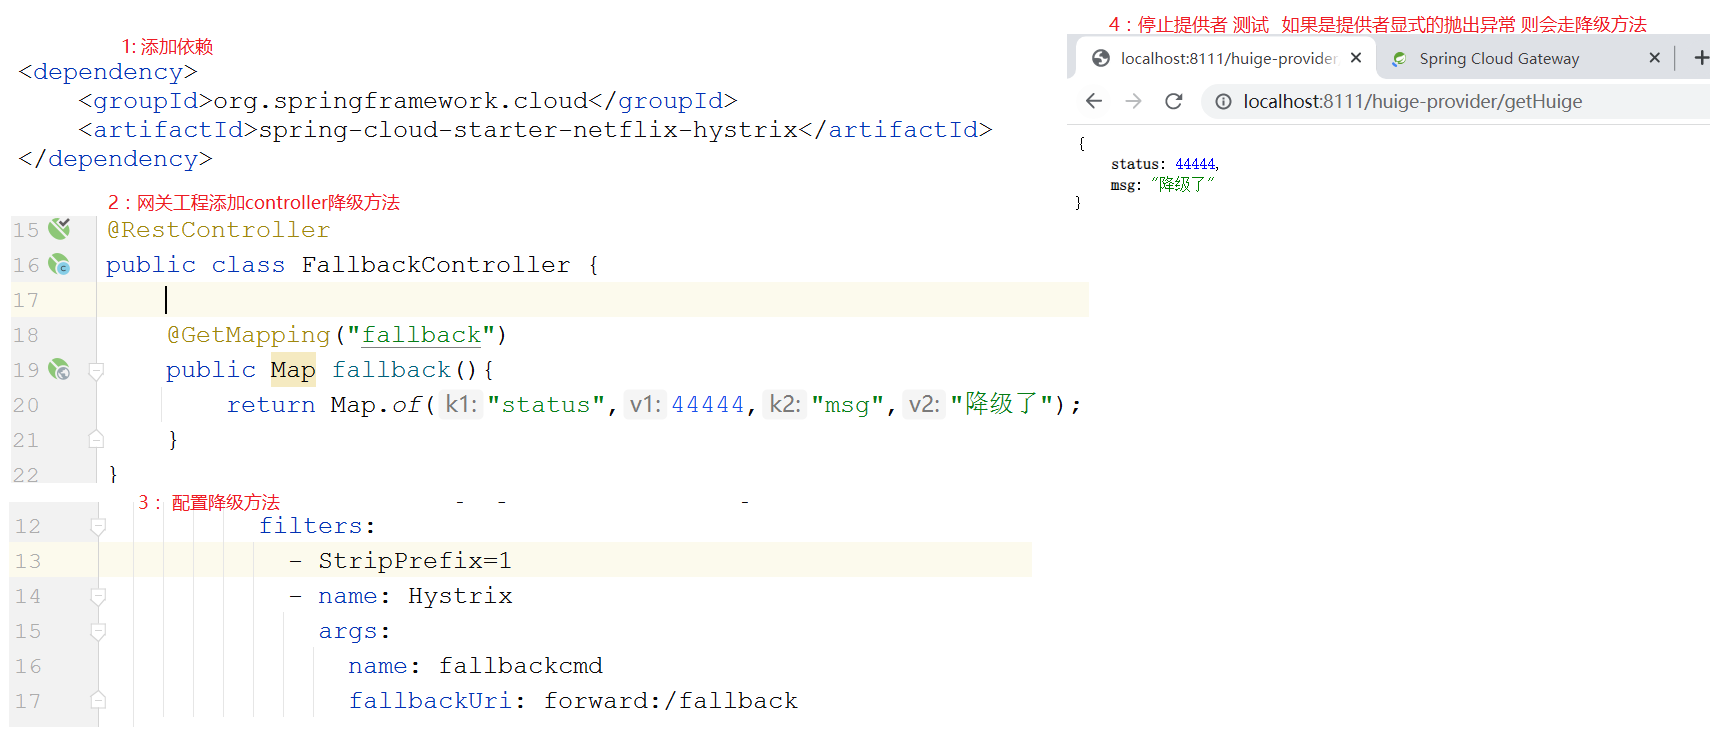 1: 添加依赖
<dependency>
    <groupId>org.springframework.cloud</groupId>
    <artifactId>spring-cloud-starter-netflix-hystrix</artifactId>
</dependency>
2：网关工程添加controller降级方法
15 @RestController
16 public class FallbackController {
17
18     @GetMapping("fallback")
19     public Map fallback(){
20         return Map.of( k1: "status", v1: 44444, k2: "msg", v2: "降级了");
21     }
22 }
3： 配置降级方法
12 filters:
13   - StripPrefix=1
14   - name: Hystrix
15     args:
16       name: fallbackcmd
17       fallbackUri: forward:/fallback
4：停止提供者 测试   如果是提供者显式的抛出异常 则会走降级方法
localhost:8111/huige-provider
Spring Cloud Gateway
localhost:8111/huige-provider/getHuige
{
    status: 44444,
    msg: "降级了"
}